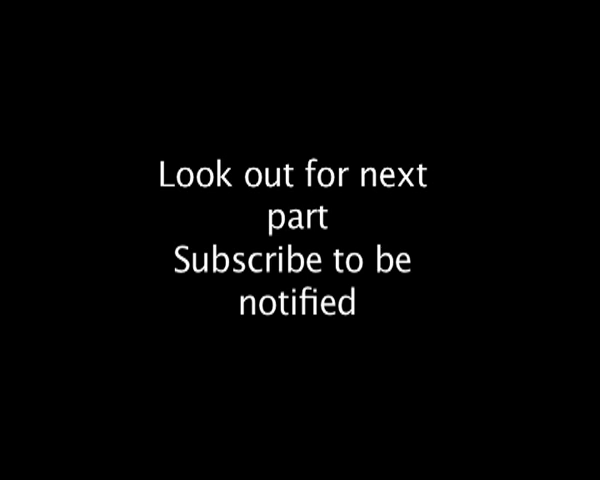 Look out for next
part
Subscribe to be
notified